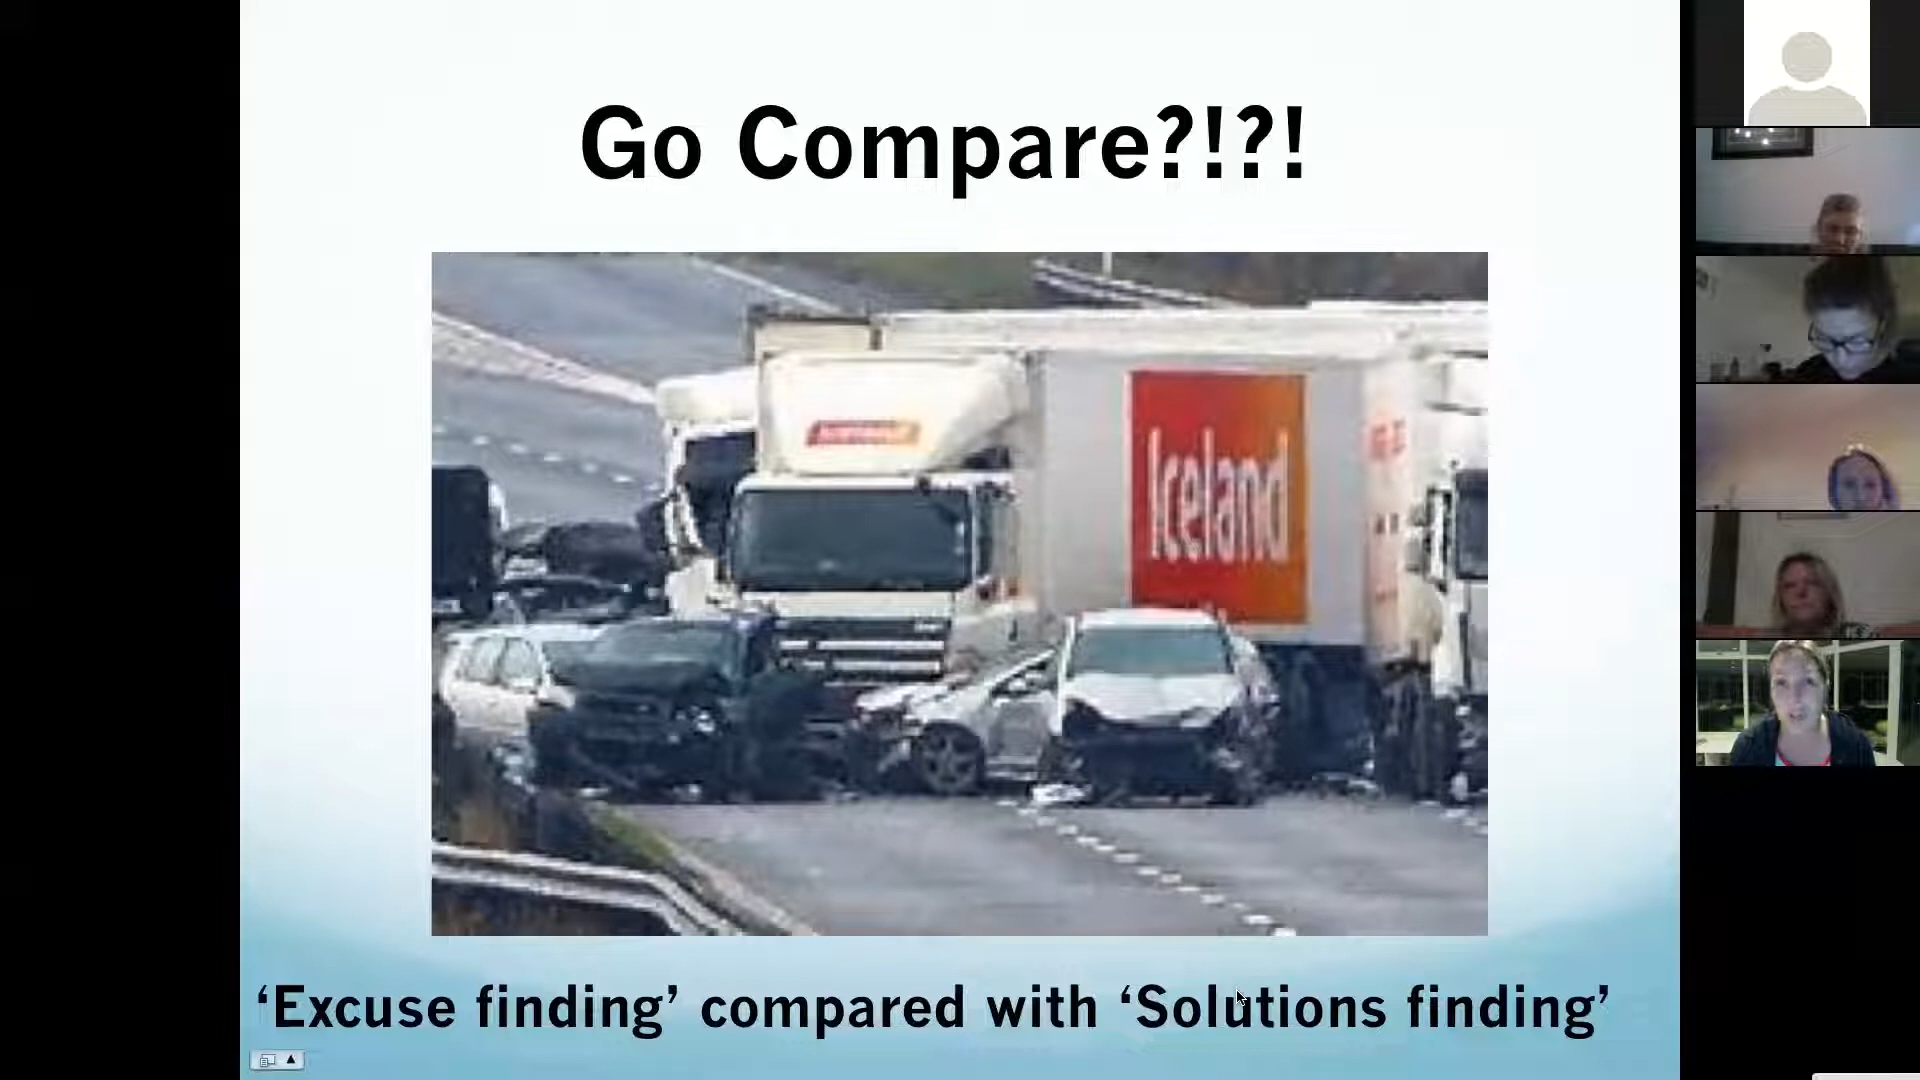 Go Compare?!?!
Iceland
‘Excuse finding’ compared with ‘Solutions finding’